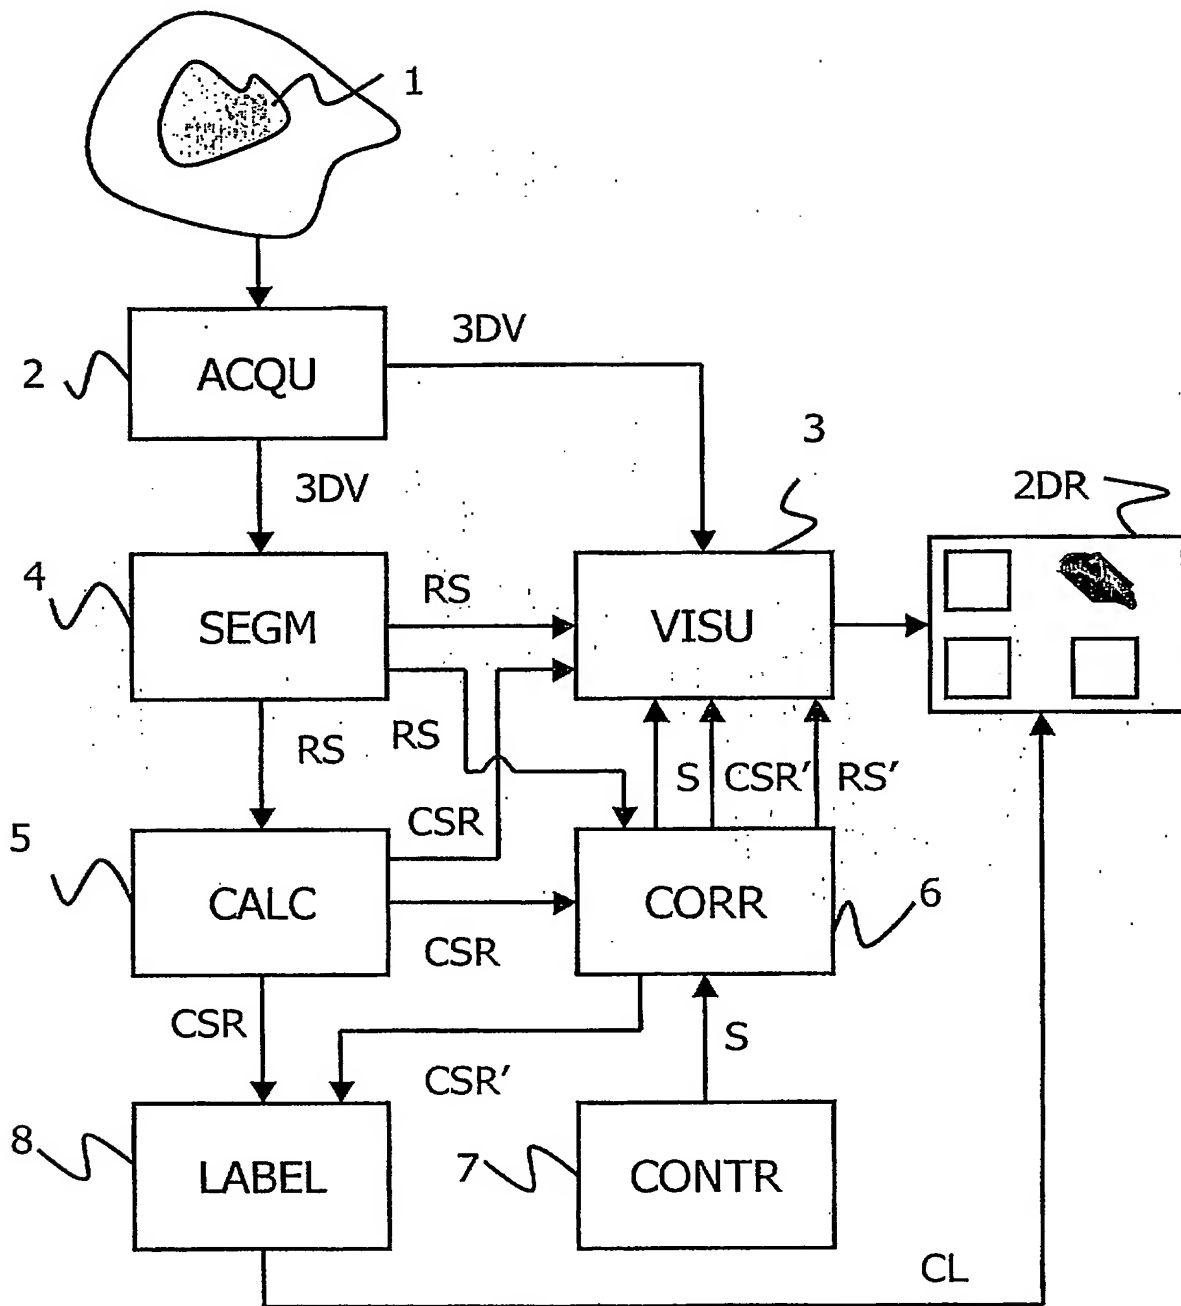 1
3DV
2
ACQU
3
3DV
2DR
4
RS
SEGM
VISU
RS
RS
S
CSR'
RS'
CSR
5
CALC
CORR
6
CSR
CSR
S
CSR'
8
LABEL
7
CONTR
CL